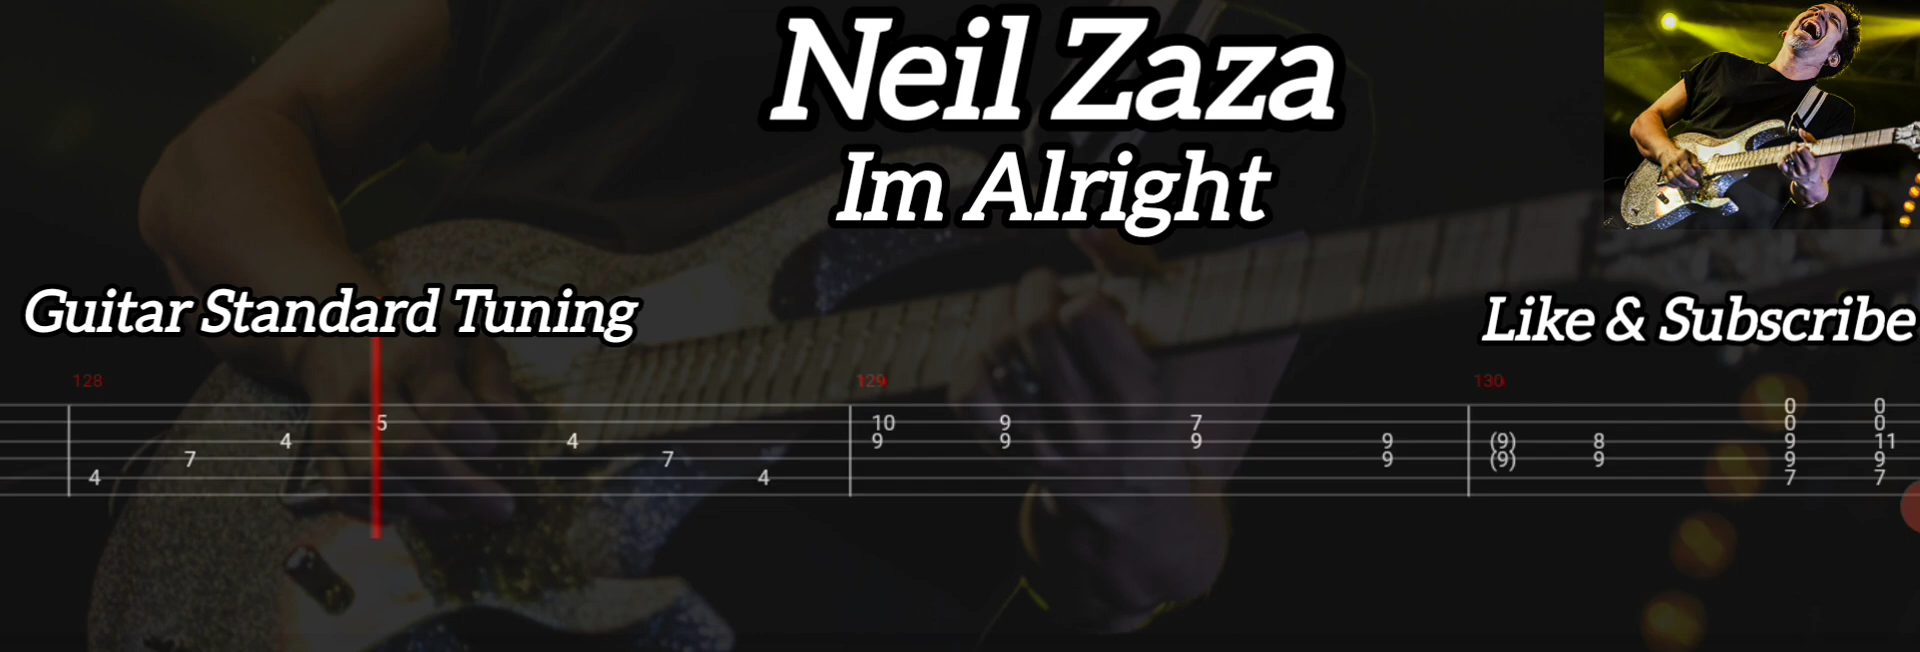 Neil Zaza
Im Alright
Guitar Standard Tuning
Like & Subscribe
128 129 130
0 0
5 10 9 7 0 0
4 4 9 9 9 9 (9) 8 9 11
7 7 9 (9) 9 9 9
4 4 7 7